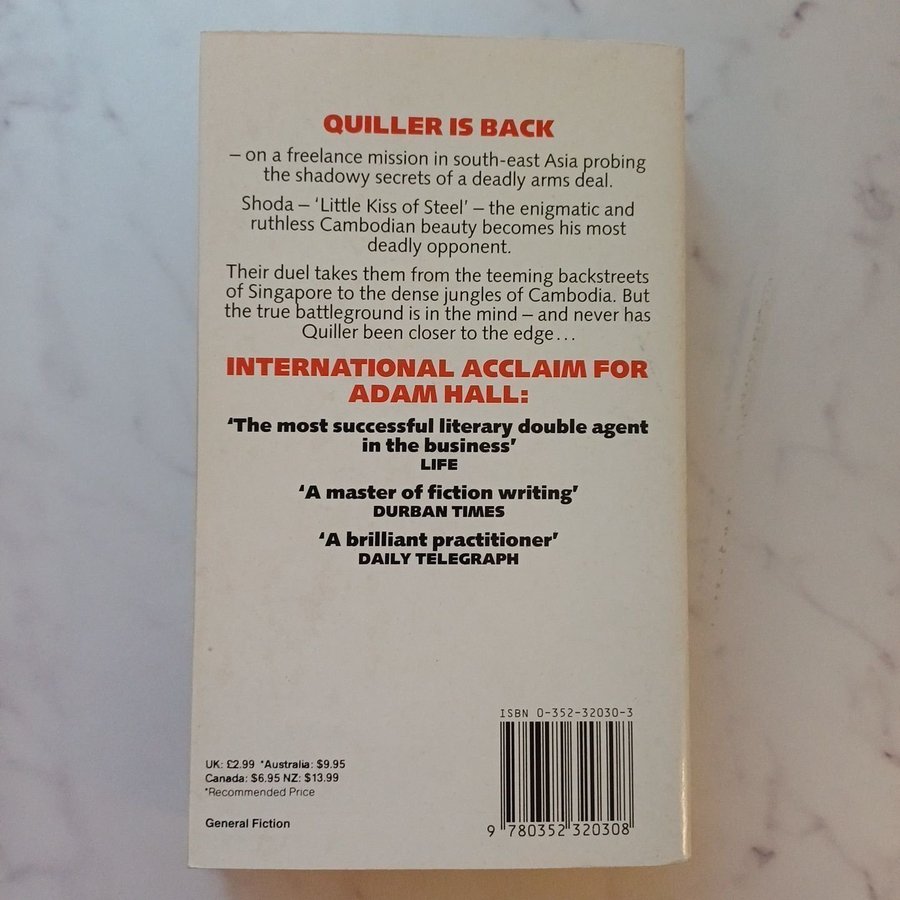 QUILLER IS BACK
– on a freelance mission in south-east Asia probing
the shadowy secrets of a deadly arms deal.
Shoda – ‘Little Kiss of Steel’ – the enigmatic and
ruthless Cambodian beauty becomes his most
deadly opponent.
Their duel takes them from the teeming backstreets
of Singapore to the dense jungles of Cambodia. But
the true battleground is in the mind – and never has
Quiller been closer to the edge...
INTERNATIONAL ACCLAIM FOR
ADAM HALL:
‘The most successful literary double agent
in the business’
LIFE
‘A master of fiction writing’
DURBAN TIMES
‘A brilliant practitioner’
DAILY TELEGRAPH
ISBN 0-352-32030-3
UK: £2.99 *Australia: $9.95
Canada: $6.95 NZ: $13.99
*Recommended Price
General Fiction
9 780352 320308